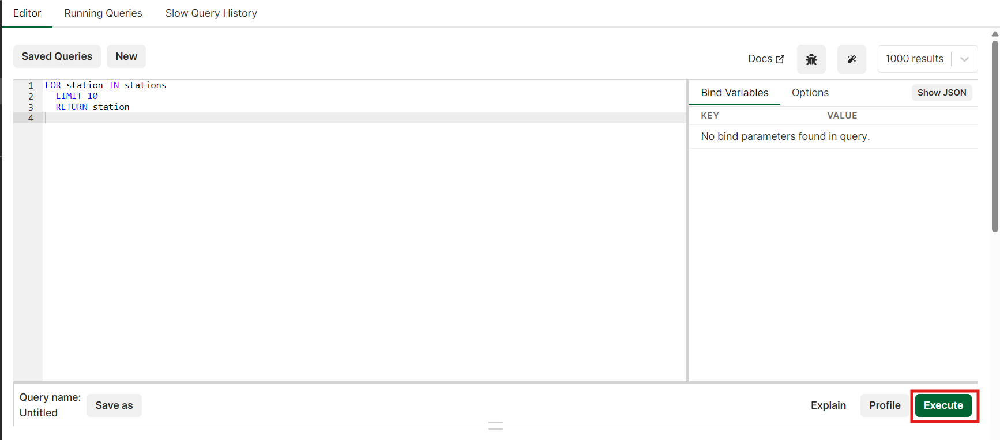 Editor Running Queries Slow Query History
Saved Queries New Docs 1000 results
1 FOR station IN stations
2 LIMIT 10
3 RETURN station
4
Bind Variables Options Show JSON
KEY VALUE
No bind parameters found in query.
Query name:
Untitled
Save as Explain Profile Execute